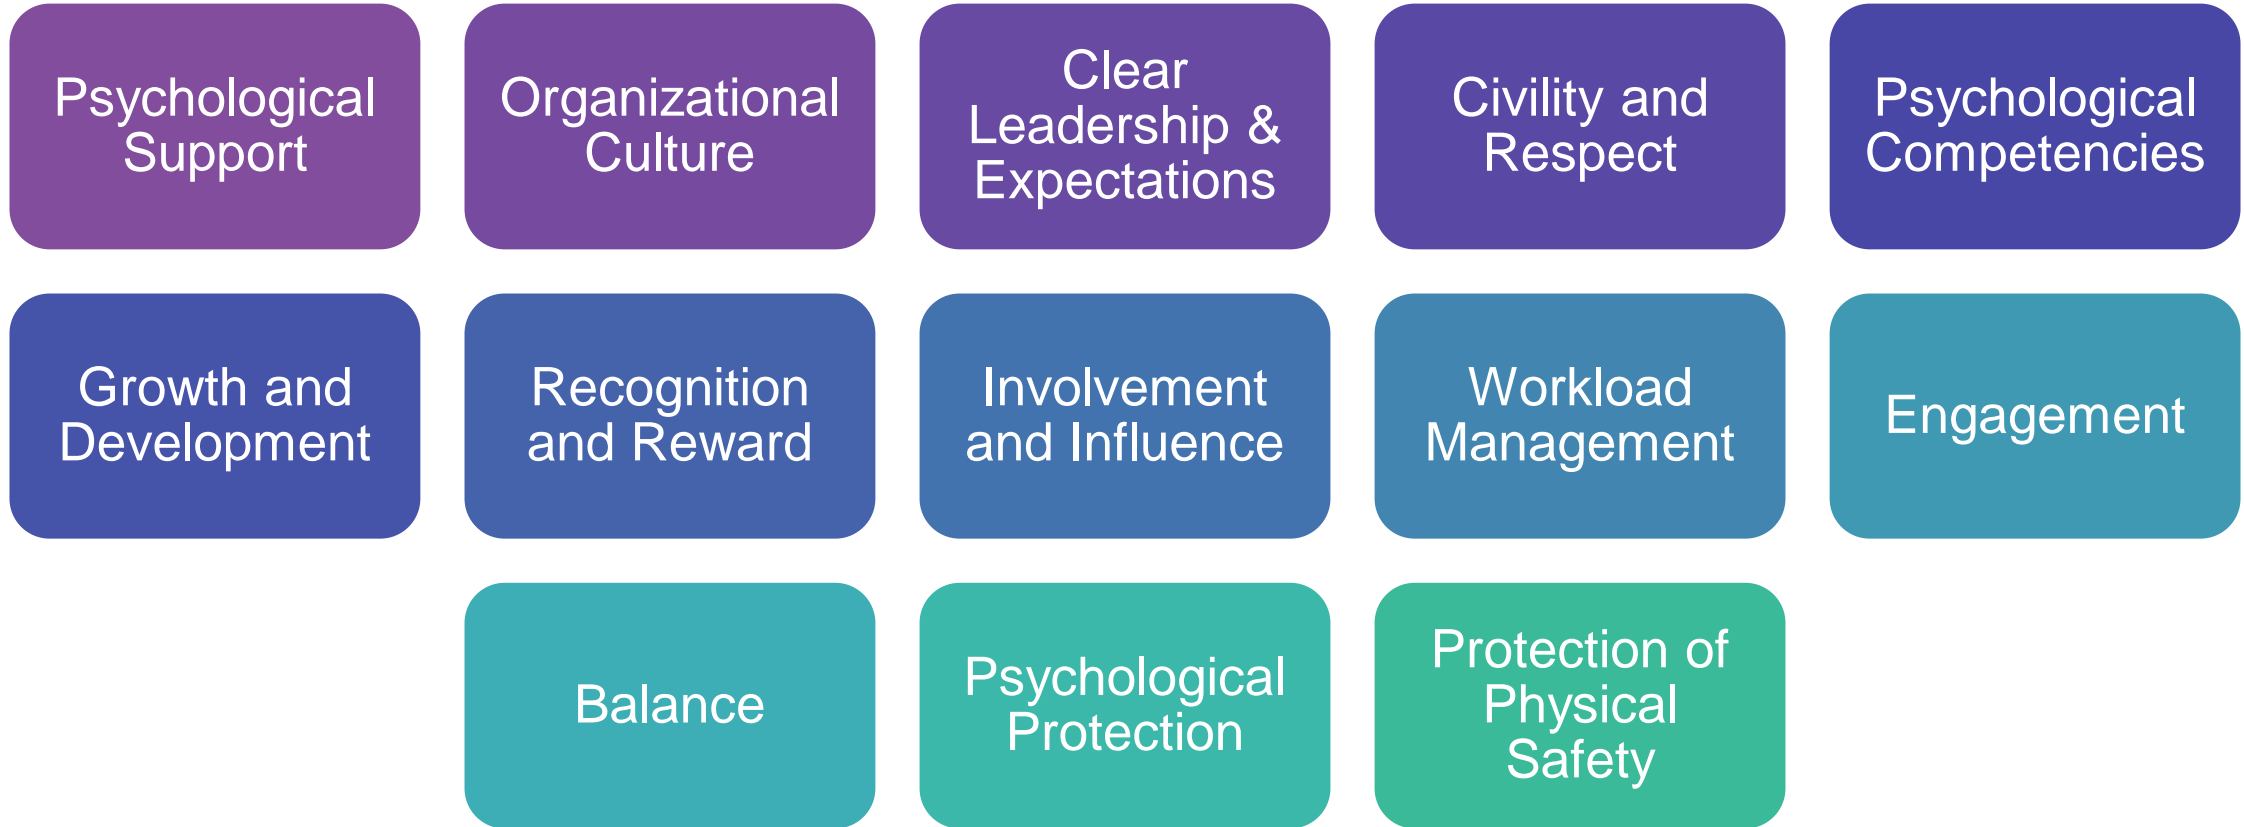 Psychological
Support
Organizational
Culture
Clear
Leadership &
Expectations
Civility and
Respect
Psychological
Competencies
Growth and
Development
Recognition
and Reward
Involvement
and Influence
Workload
Management
Engagement
Balance
Psychological
Protection
Protection of
Physical
Safety